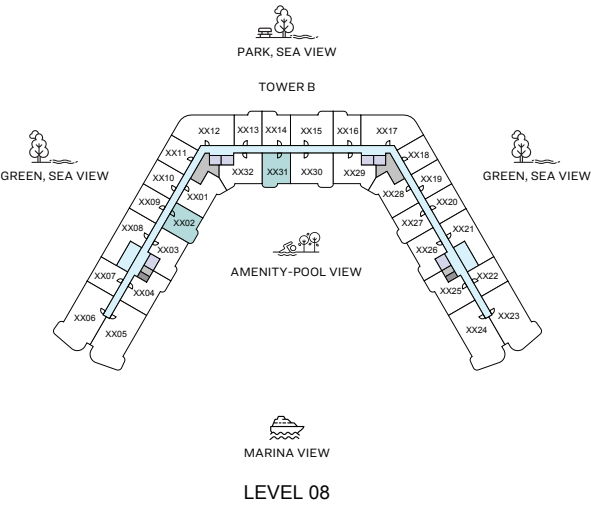 PARK, SEA VIEW
TOWER B
XX12
XX13
XX14
XX15
XX16
XX17
XX11
XX32
XX31
XX30
XX29
XX18
GREEN, SEA VIEW
GREEN, SEA VIEW
XX10
XX01
XX28
XX19
XX09
XX02
XX27
XX20
XX08
XX03
XX26
XX21
AMENITY-POOL VIEW
XX07
XX04
XX25
XX22
XX06
XX05
XX24
XX23
MARINA VIEW
LEVEL 08